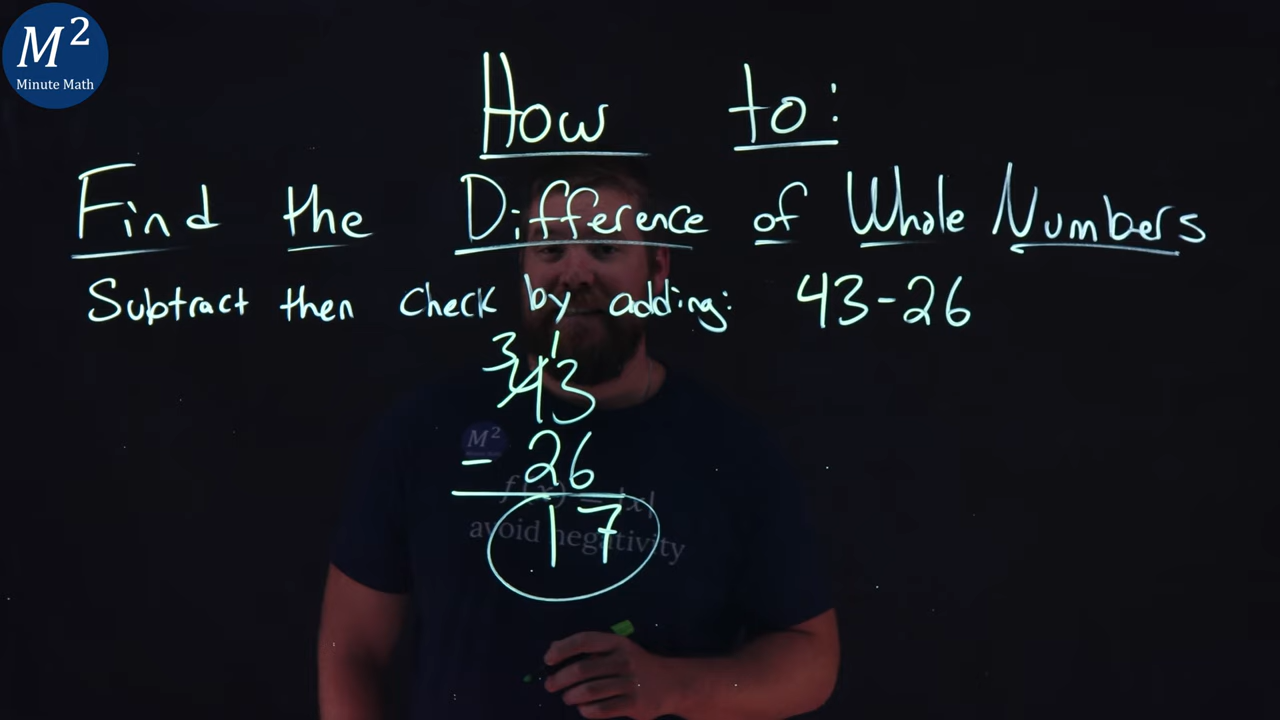 M²
Minute Math
How to:
Find the Difference of Whole Numbers
Subtract then check by adding: 43-26
3 1
43
- 26
17
M²
f(x) = |x|
avoid negativity